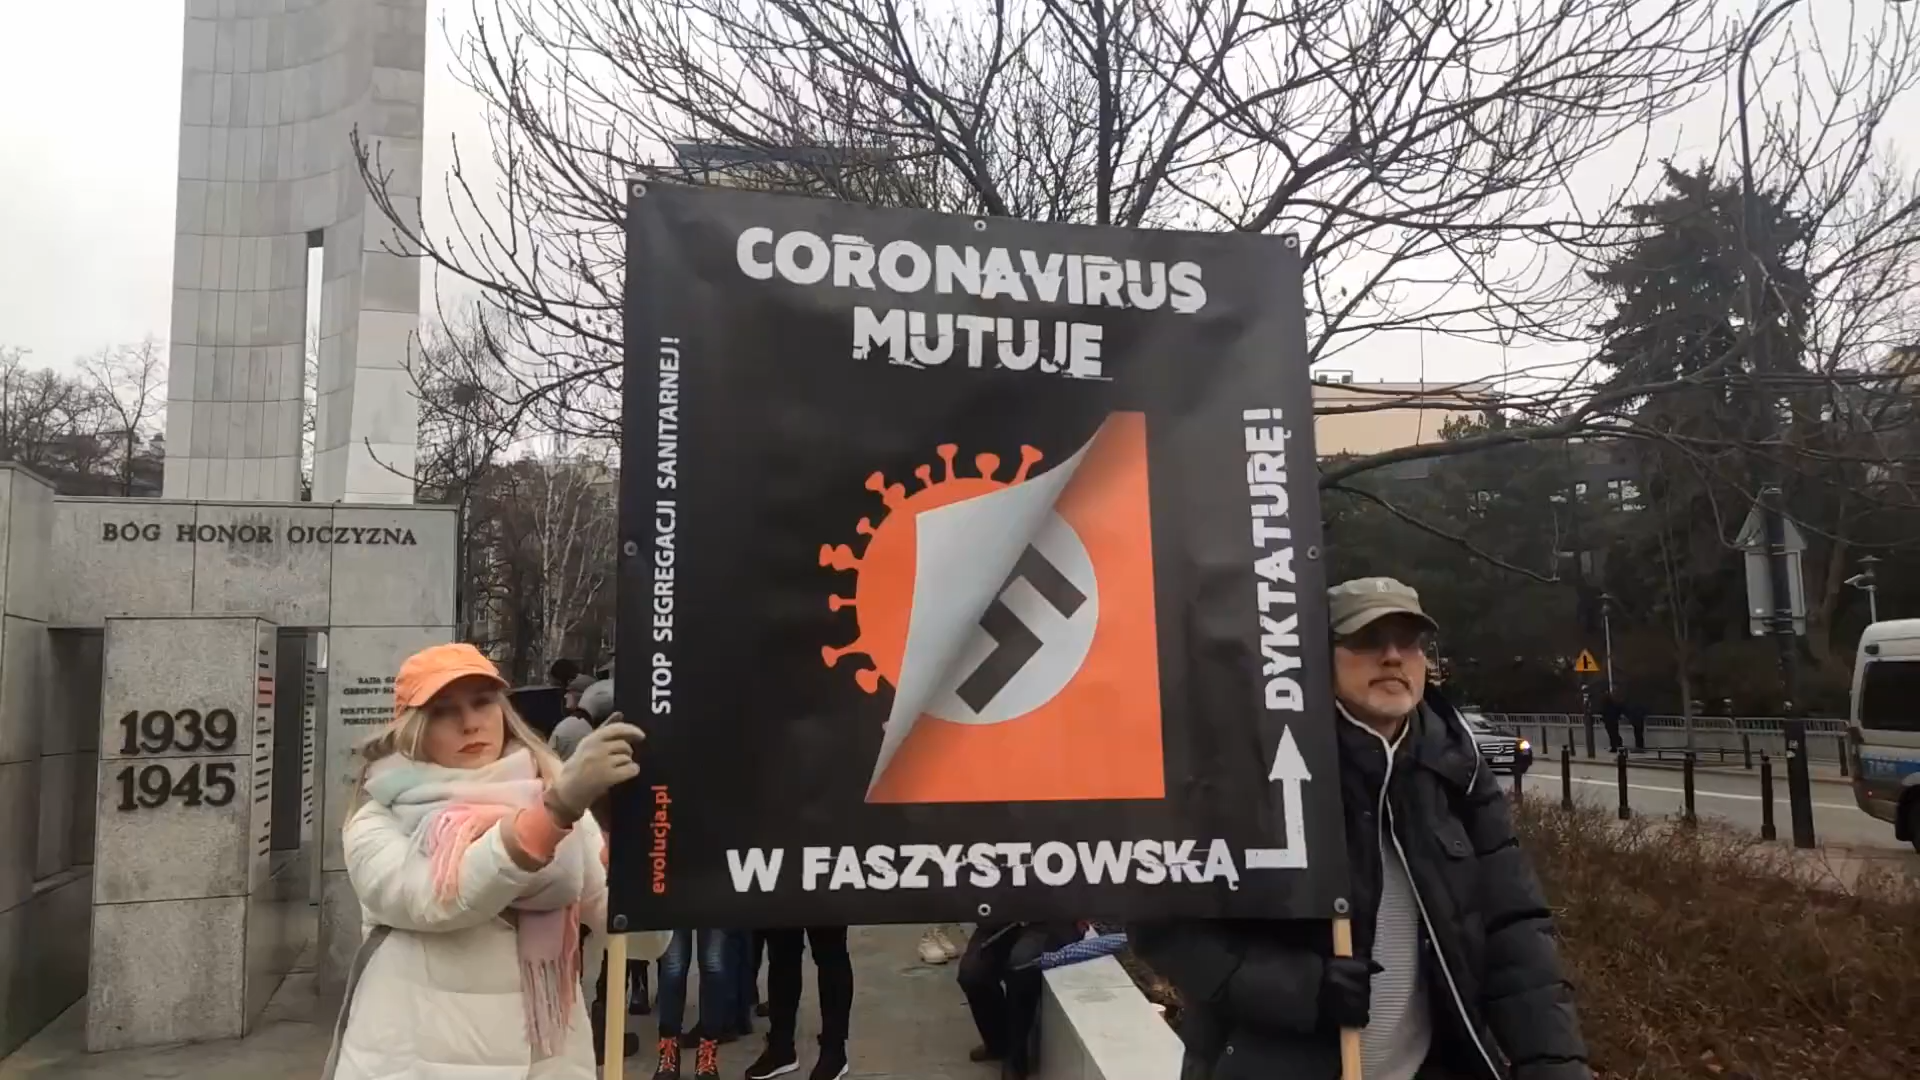 CORONAVIRUS
MUTUJE
STOP SEGREGACJI SANITARNEJ!
evolucja.pl
W FASZYSTOWSKĄ
DYKTATURĘ!
BÓG HONOR OJCZYZNA
1939
1945